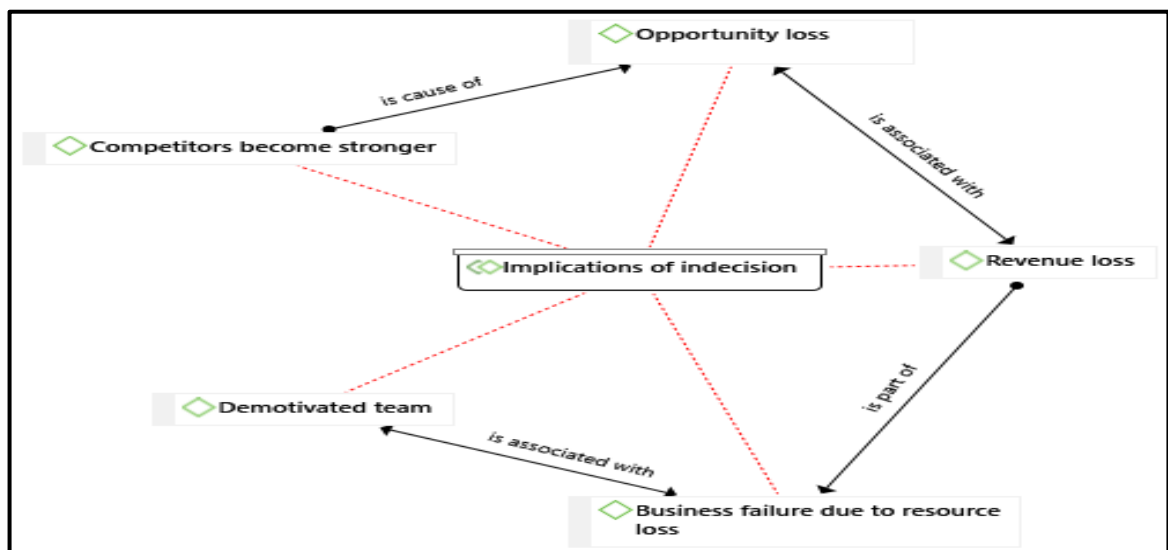 Opportunity loss
is cause of
Competitors become stronger
is associated with
Implications of indecision
Revenue loss
is part of
Demotivated team
is associated with
Business failure due to resource
loss